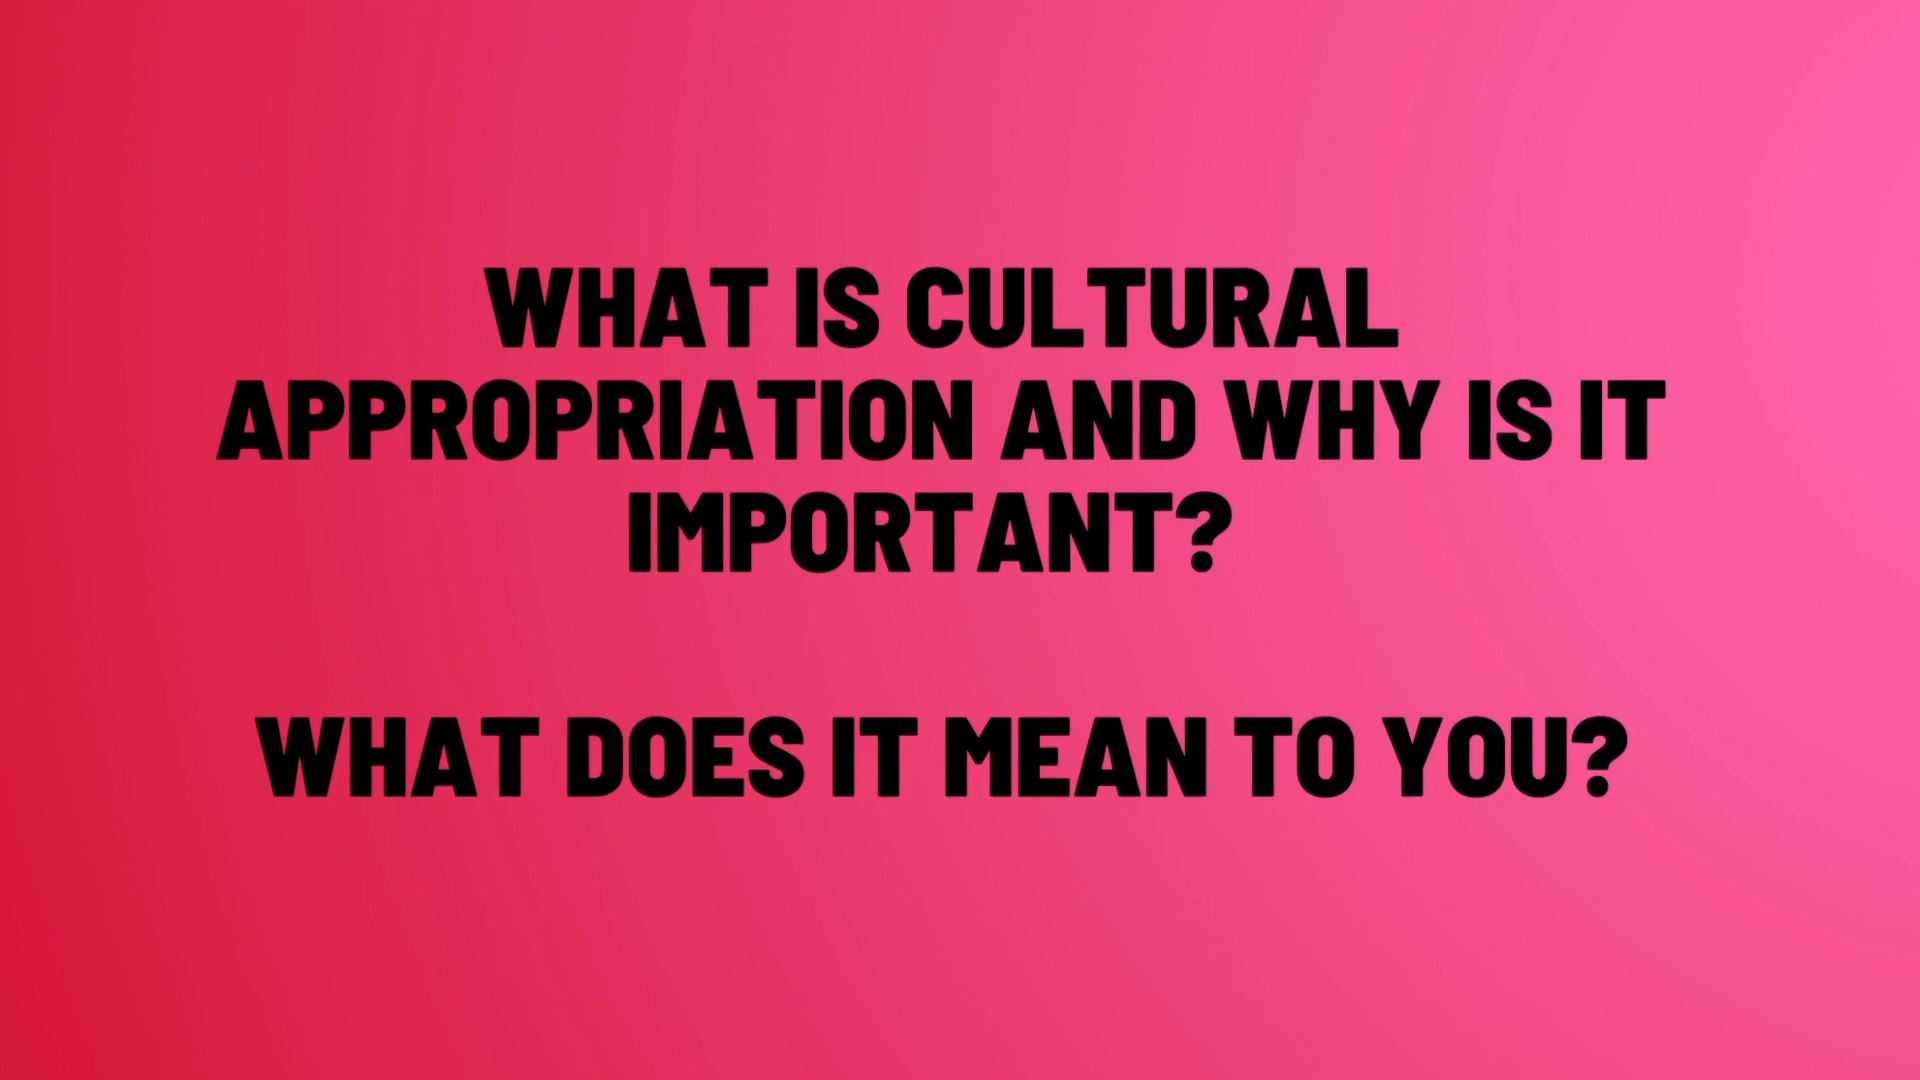 WHAT IS CULTURAL
APPROPRIATION AND WHY IS IT
IMPORTANT?
WHAT DOES IT MEAN TO YOU?